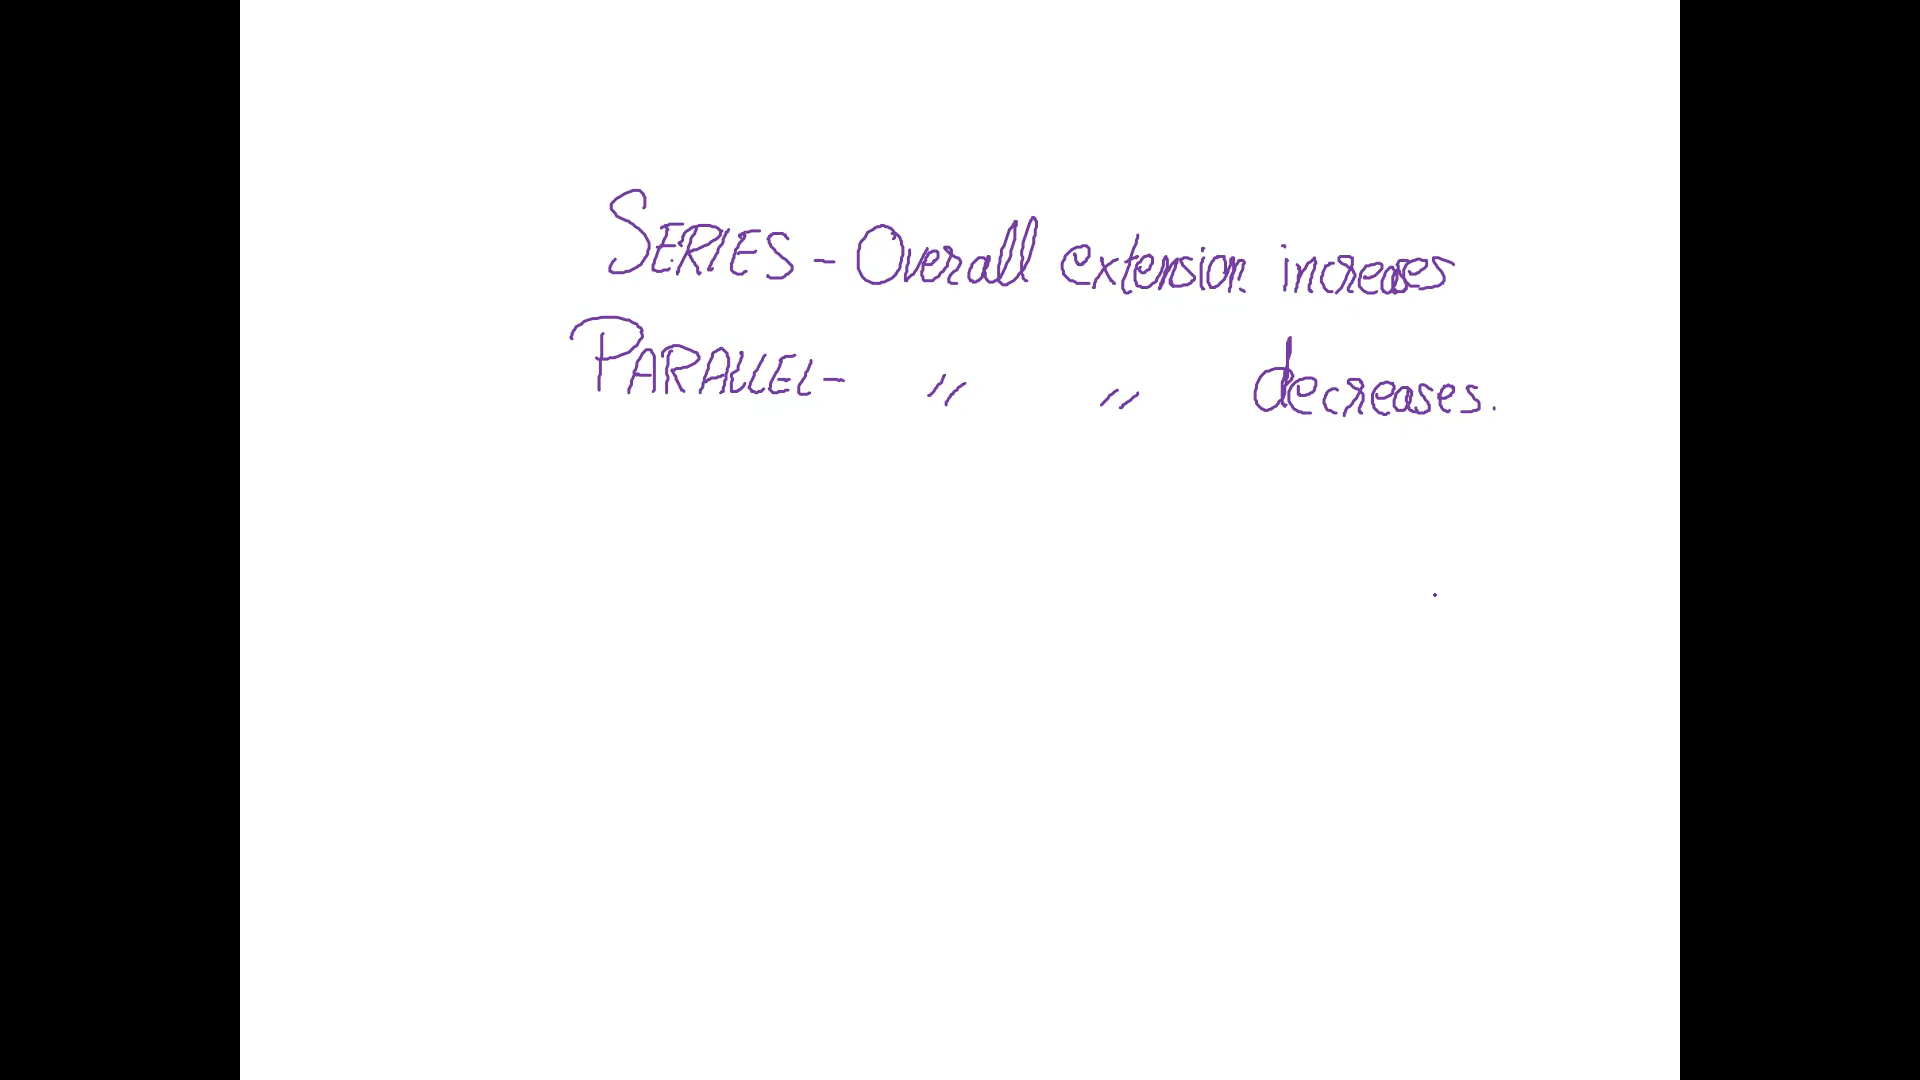 SERIES - Overall extension increases
PARALLEL - " " decreases.